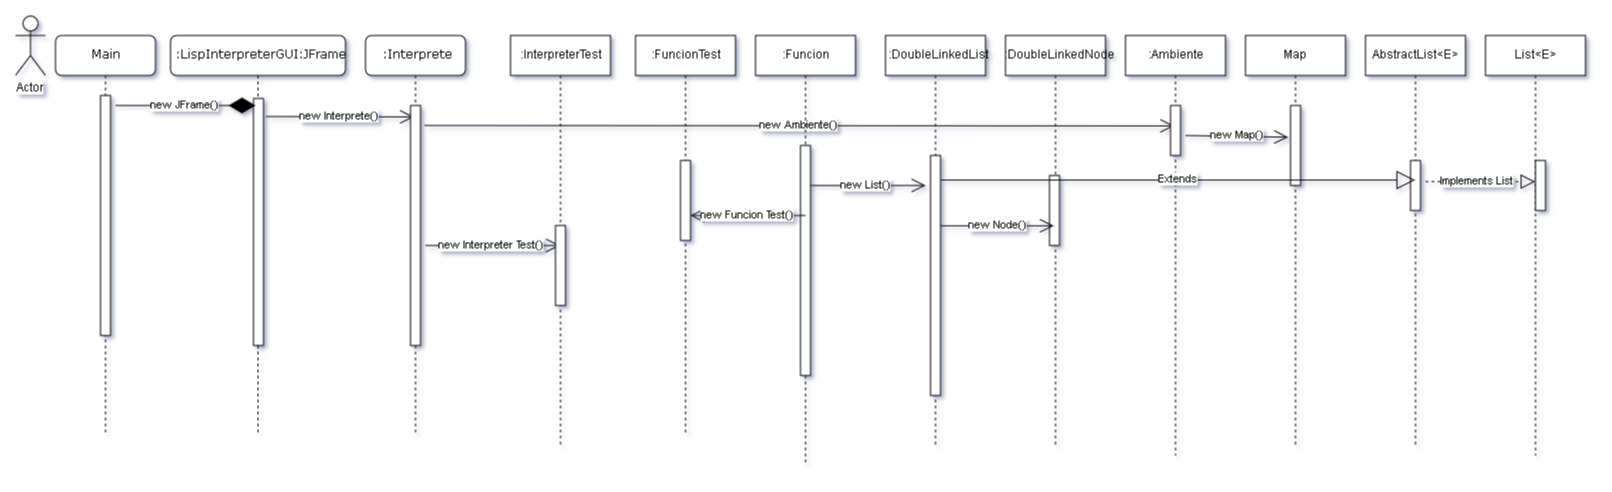 Actor
Main
:LispInterpreterGUI:JFrame
:Interprete
:InterpreterTest
:FuncionTest
:Funcion
:DoubleLinkedList
:DoubleLinkedNode
:Ambiente
Map
AbstractList<E>
List<E>
new JFrame()
new Interprete()
new Ambiente()
new Map()
new List()
Extends
Implements List
new Funcion Test()
new Node()
new Interpreter Test()